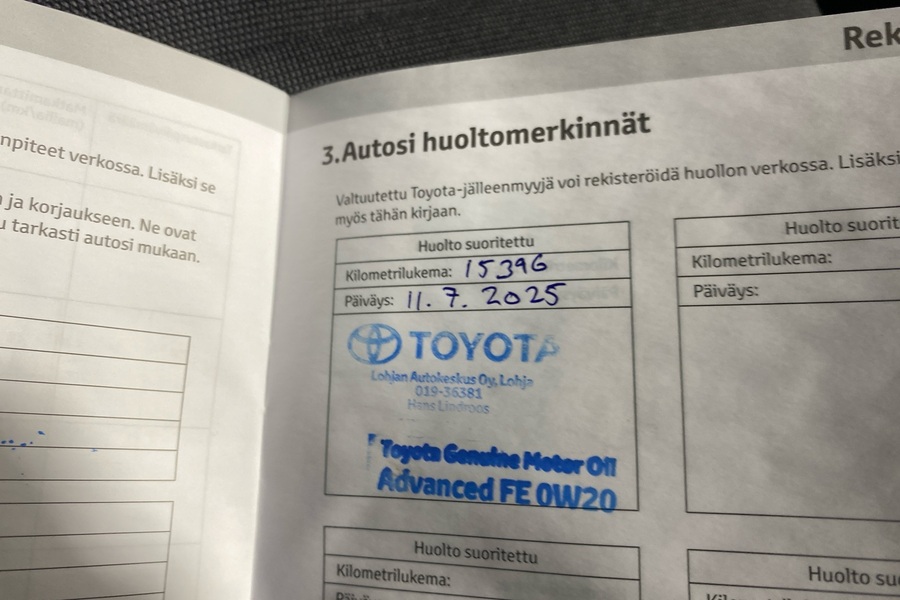 npiteet verkossa. Lisäksi se
ja korjaukseen. Ne ovat
tarkasti autosi mukaan.
Rek
3. Autosi huoltomerkinnät
Valtuutettu Toyota-jälleenmyyjä voi rekisteröidä huollon verkossa. Lisäksi
myös tähän kirjaan.
Huolto suoritettu
Kilometrilukema: 15396
Päiväys: 11.7.2025
TOYOTA
Lohjan Autokeskus Oy, Lohja
019-36381
Hans Lindroos
Toyota Genuine Motor Oil
Advanced FE 0W20
Huolto suorit
Kilometrilukema:
Päiväys:
Huolto suoritettu
Kilometrilukema:
Huolto su